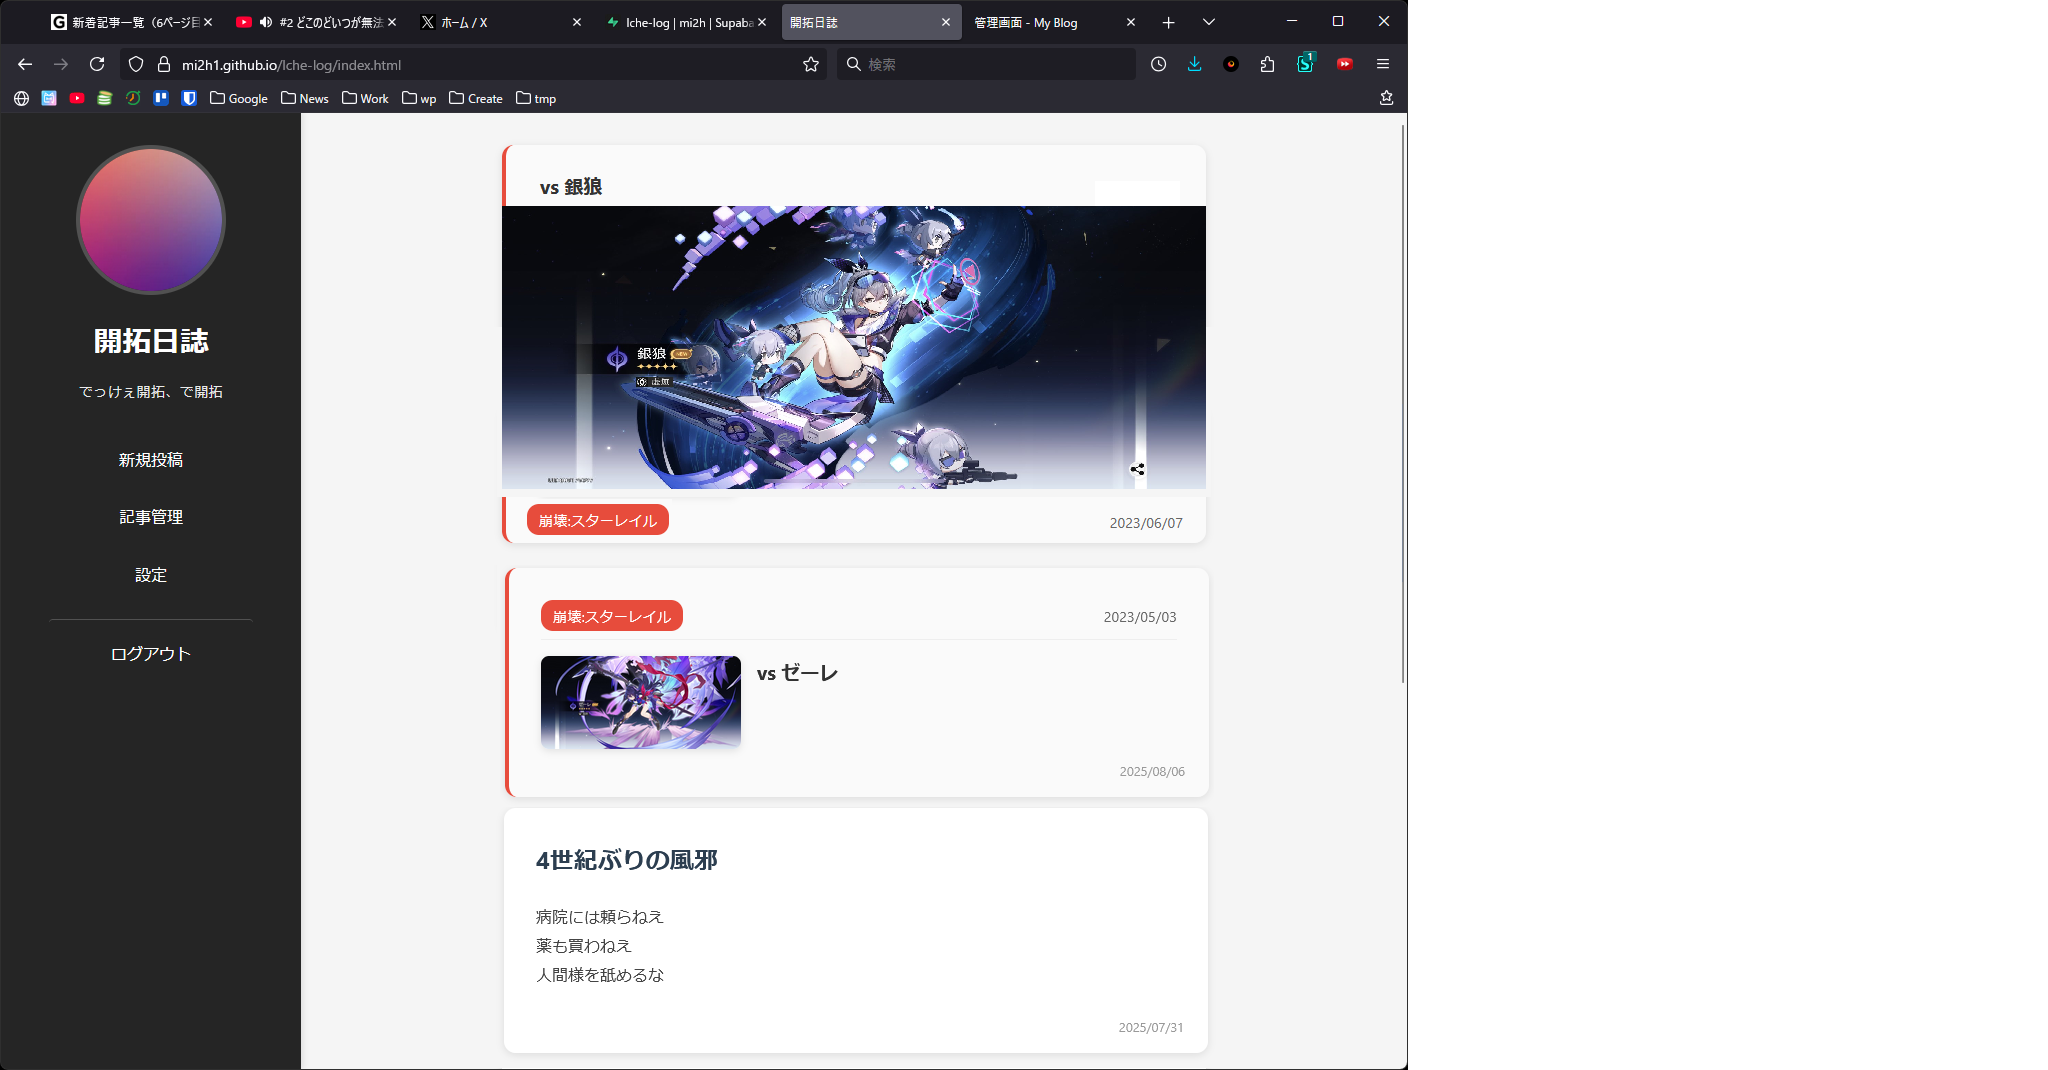 新着記事一覧（6ページ目
#2 どこのどいつが無法
ホーム / X
lche-log | mi2h | Supaba
開拓日誌
管理画面 - My Blog
mi2h1.github.io/lche-log/index.html
検索
1
Google
News
Work
wp
Create
tmp
開拓日誌
でっけぇ開拓、で開拓
新規投稿
記事管理
設定
ログアウト
vs 銀狼
銀狼 NEW
虚無
崩壊:スターレイル
2023/06/07
崩壊:スターレイル
2023/05/03
vs ゼーレ
2025/08/06
4世紀ぶりの風邪
病院には頼らねえ
薬も買わねえ
人間様を舐めるな
2025/07/31